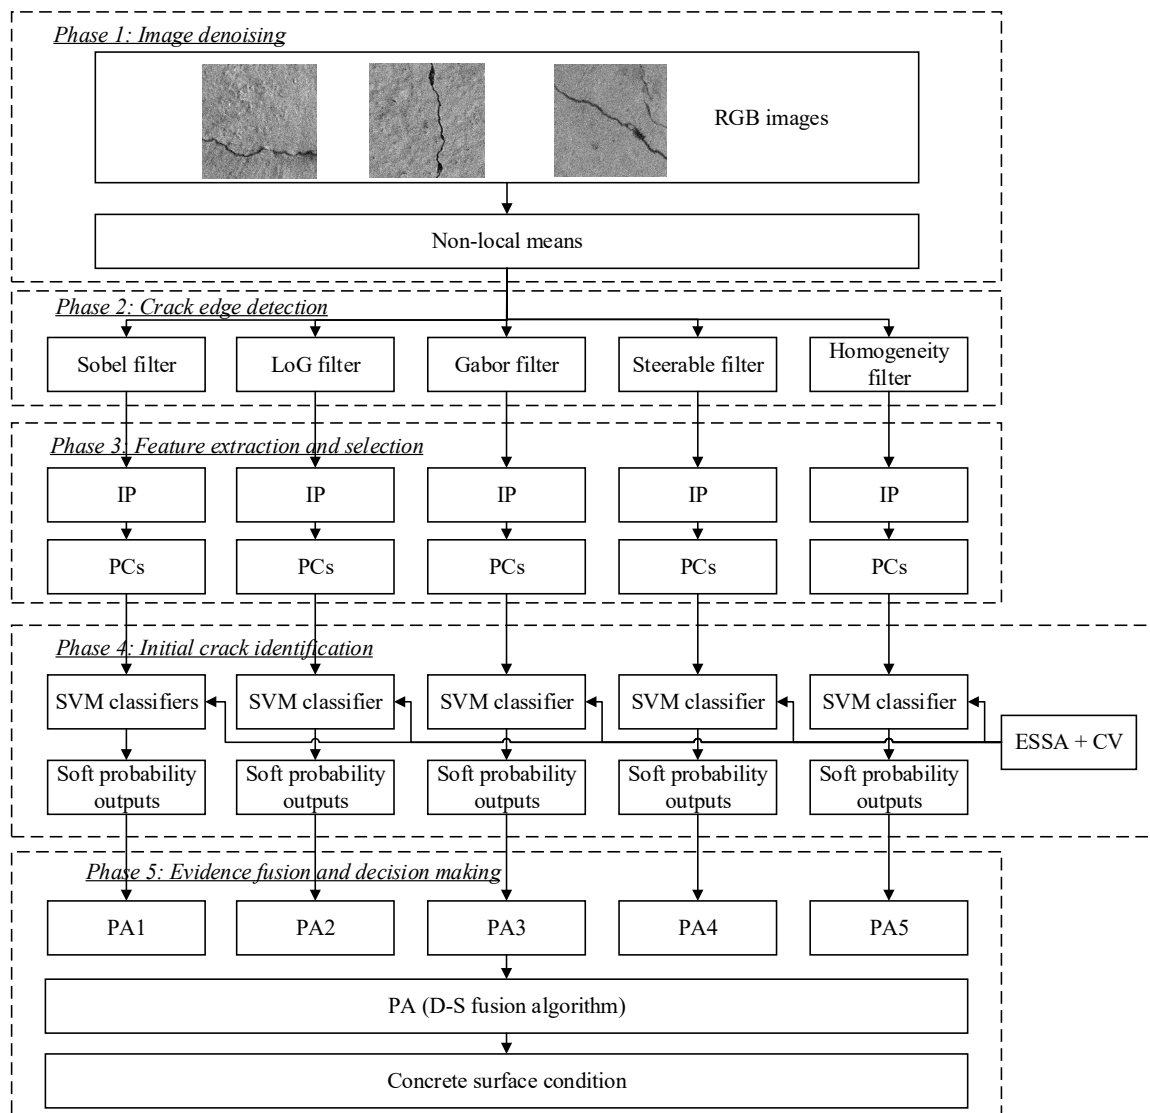 Phase 1: Image denoising
RGB images
Non-local means
Phase 2: Crack edge detection
Sobel filter
LoG filter
Gabor filter
Steerable filter
Homogeneity
filter
Phase 3: Feature extraction and selection
IP
IP
IP
IP
IP
PCs
PCs
PCs
PCs
PCs
Phase 4: Initial crack identification
SVM classifiers
SVM classifier
SVM classifier
SVM classifier
SVM classifier
ESSA + CV
Soft probability
outputs
Soft probability
outputs
Soft probability
outputs
Soft probability
outputs
Soft probability
outputs
Phase 5: Evidence fusion and decision making
PA1
PA2
PA3
PA4
PA5
PA (D-S fusion algorithm)
Concrete surface condition